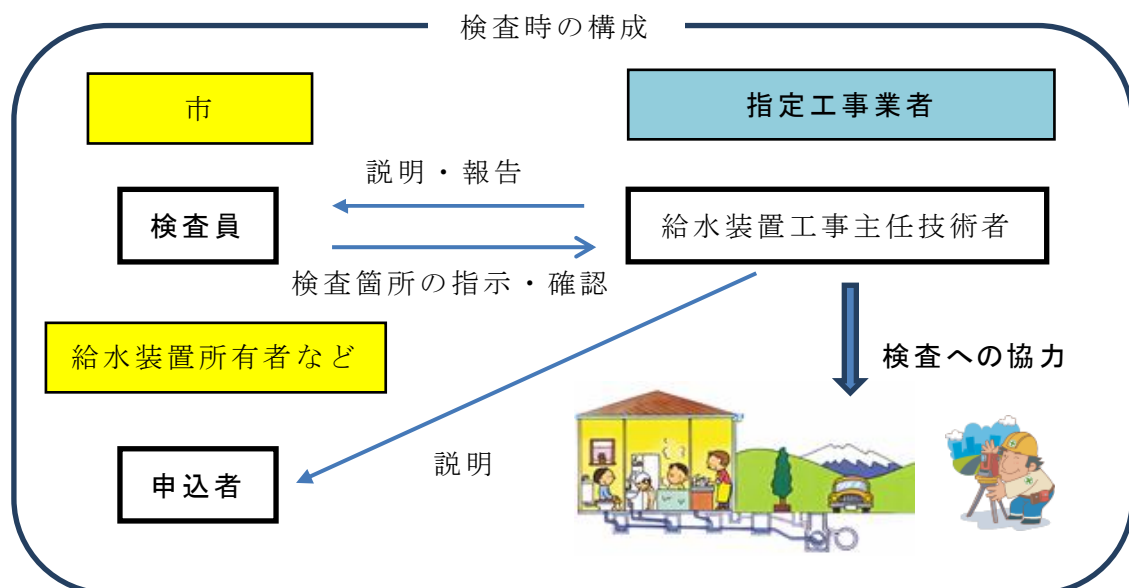 検査時の構成
市
指定工事業者
説明・報告
検査員
給水装置工事主任技術者
検査箇所の指示・確認
給水装置所有者など
検査への協力
説明
申込者